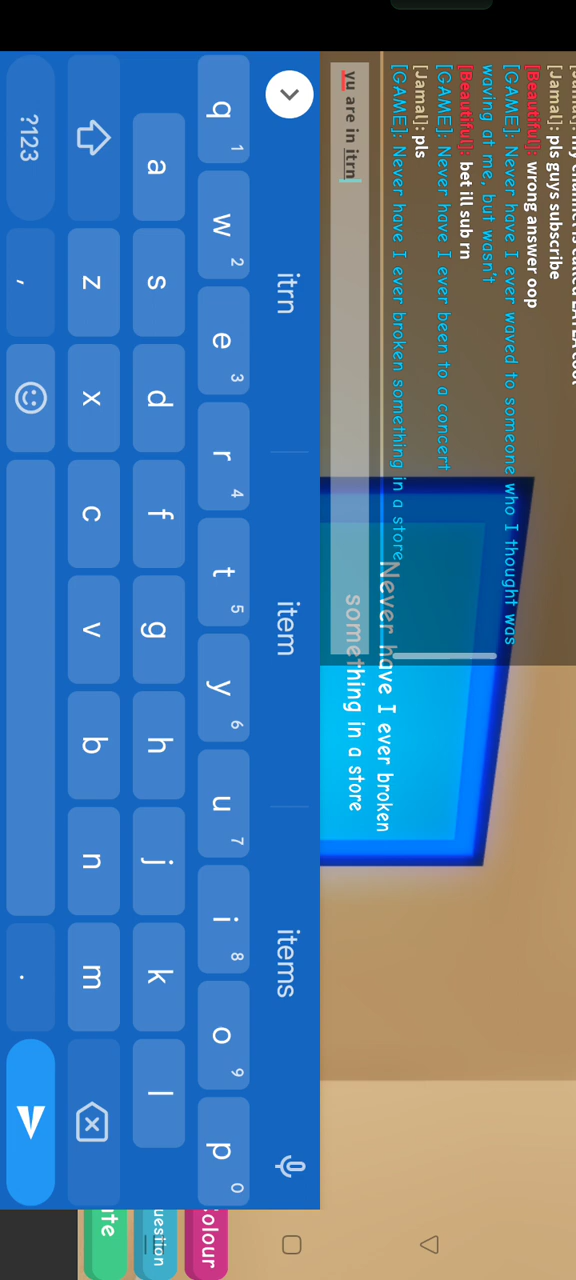 [Jamal]: pls guys subscribe
[Beautiful]: wrong answer oop
[GAME]: Never have I ever waved to someone who I thought was
waving at me, but wasn't
[Beautiful]: bet ill sub rn
[GAME]: Never have I ever been to a concert
[Jamal]: pls
[GAME]: Never have I ever broken something in a store
Never have I ever broken
something in a store
yu are in itrn
itrn item items
q 1 w 2 e 3 r 4 t 5 y 6 u 7 i 8 o 9 p 0
a s d f g h j k l
z x c v b n m
?123 , .
olour
uestion
te